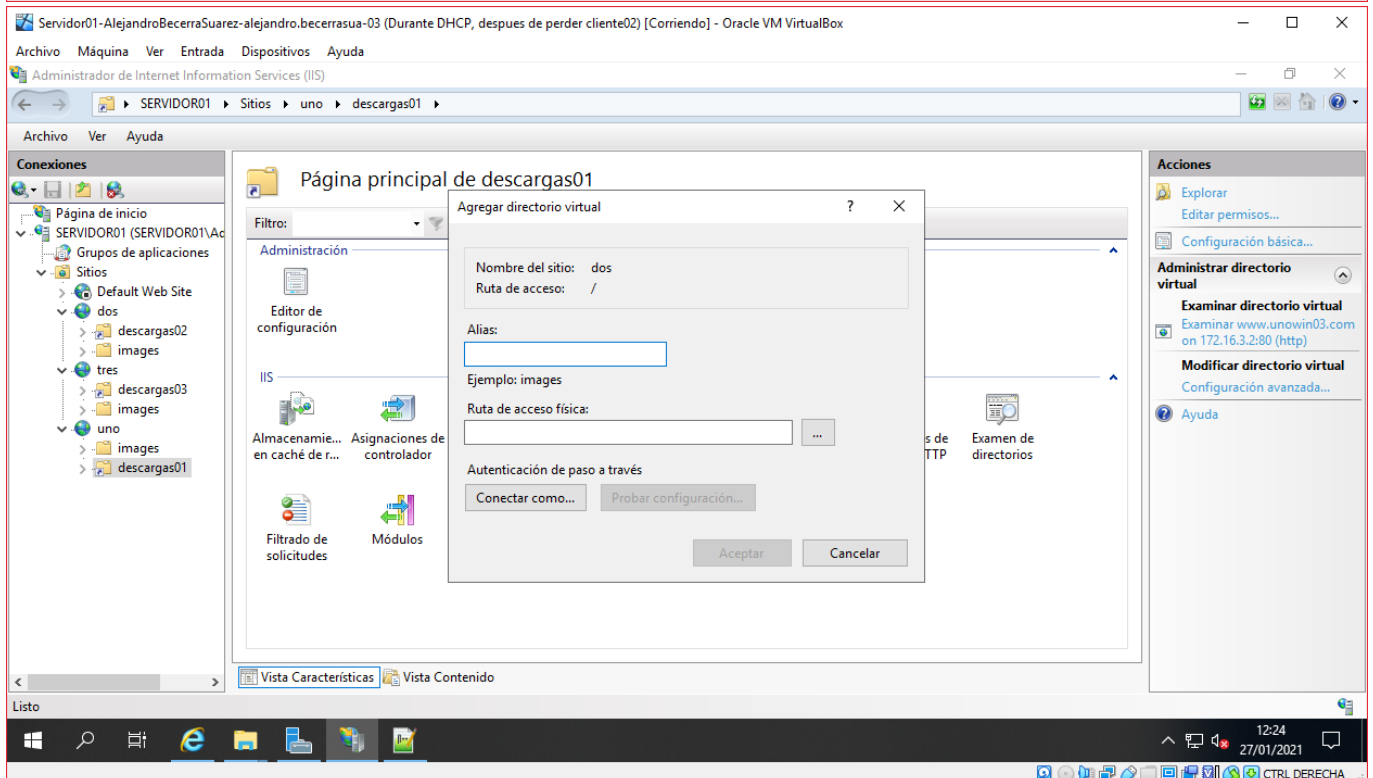 Servidor01-AlejandroBecerraSuarez-alejandro.becerrasua-03 (Durante DHCP, despues de perder cliente02) [Corriendo] - Oracle VM VirtualBox
Archivo Máquina Ver Entrada Dispositivos Ayuda
Administrador de Internet Information Services (IIS)
SERVIDOR01 Sitios uno descargas01
Archivo Ver Ayuda
Conexiones
Página de inicio
SERVIDOR01 (SERVIDOR01\Ad
Grupos de aplicaciones
Sitios
Default Web Site
dos
descargas02
images
tres
descargas03
images
uno
images
descargas01
Página principal de descargas01
Filtro:
Administración
Editor de
configuración
IIS
Almacenamie...
en caché de r...
Asignaciones de
controlador
s de
TTP
Examen de
directorios
Filtrado de
solicitudes
Módulos
Agregar directorio virtual
?
Nombre del sitio: dos
Ruta de acceso: /
Alias:
Ejemplo: images
Ruta de acceso física:
...
Autenticación de paso a través
Conectar como... Probar configuración...
Aceptar Cancelar
Vista Características Vista Contenido
Acciones
Explorar
Editar permisos...
Configuración básica...
Administrar directorio
virtual
Examinar directorio virtual
Examinar www.unowin03.com
on 172.16.3.2:80 (http)
Modificar directorio virtual
Configuración avanzada...
Ayuda
Listo
12:24
27/01/2021
CTRL DERECHA